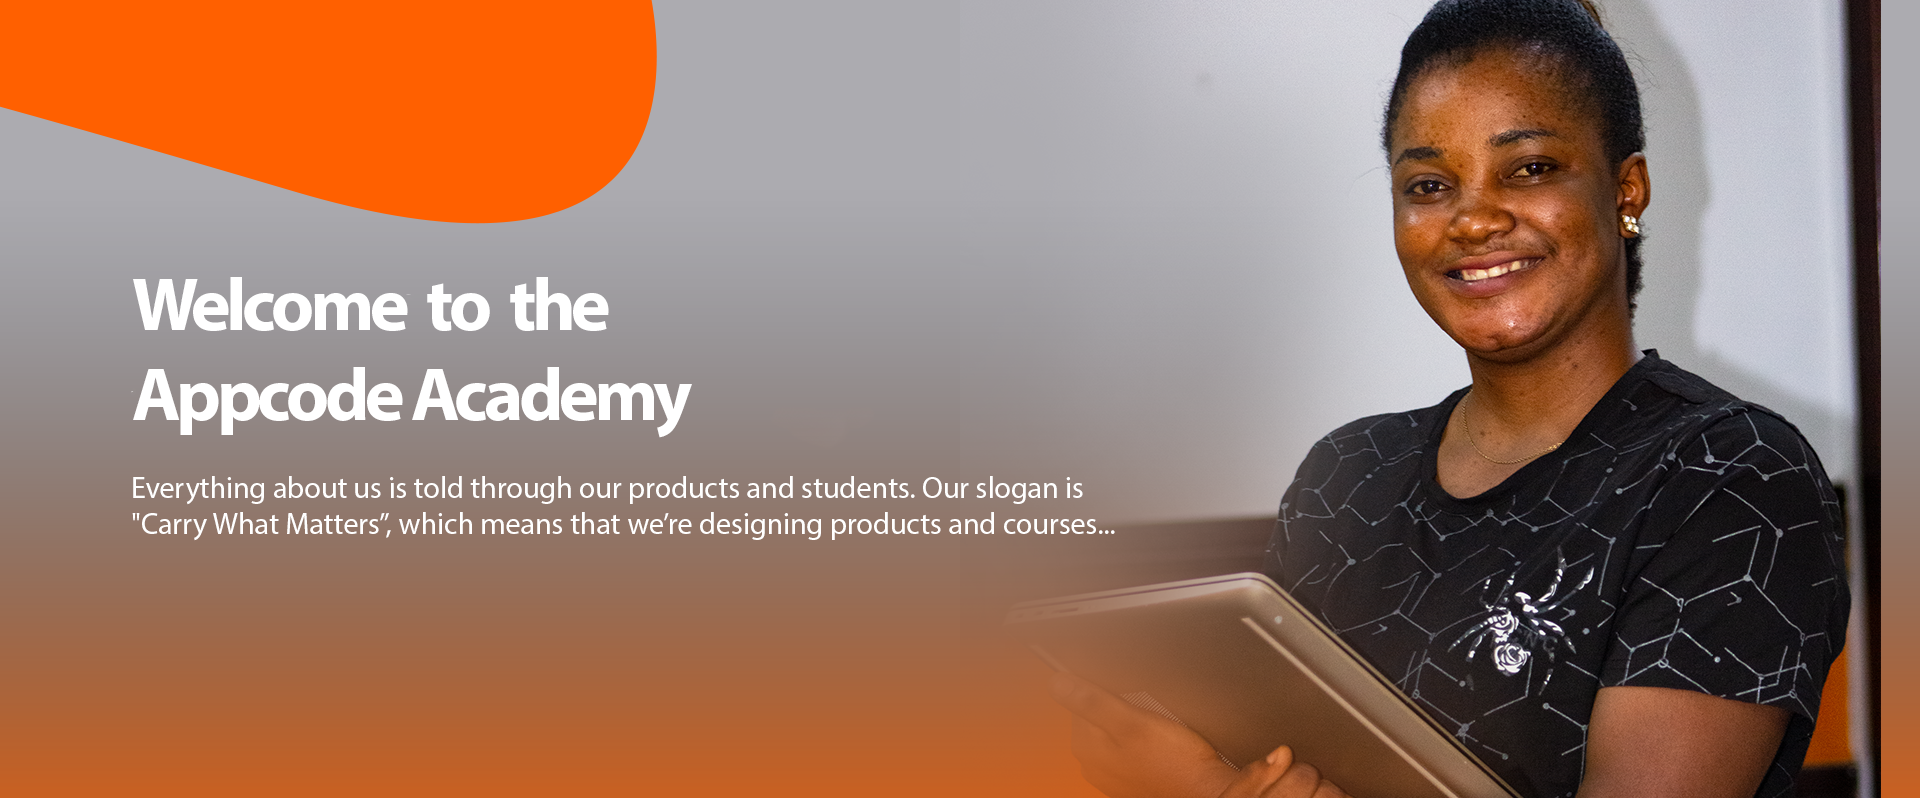 Welcome to the
Appcode Academy
Everything about us is told through our products and students. Our slogan is
"Carry What Matters”, which means that we’re designing products and courses...